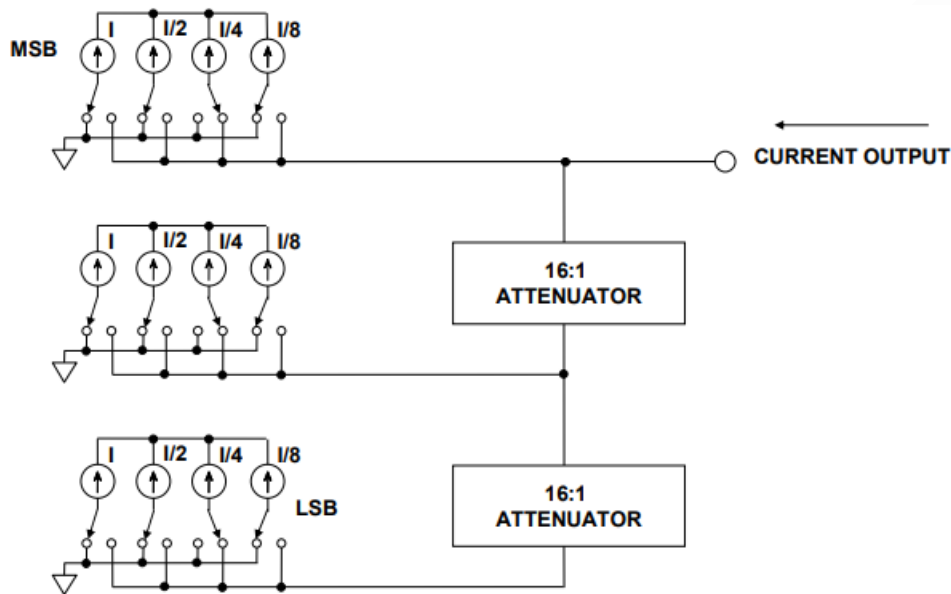 MSB
I I/2 I/4 I/8
CURRENT OUTPUT
I I/2 I/4 I/8
16:1
ATTENUATOR
I I/2 I/4 I/8
LSB
16:1
ATTENUATOR